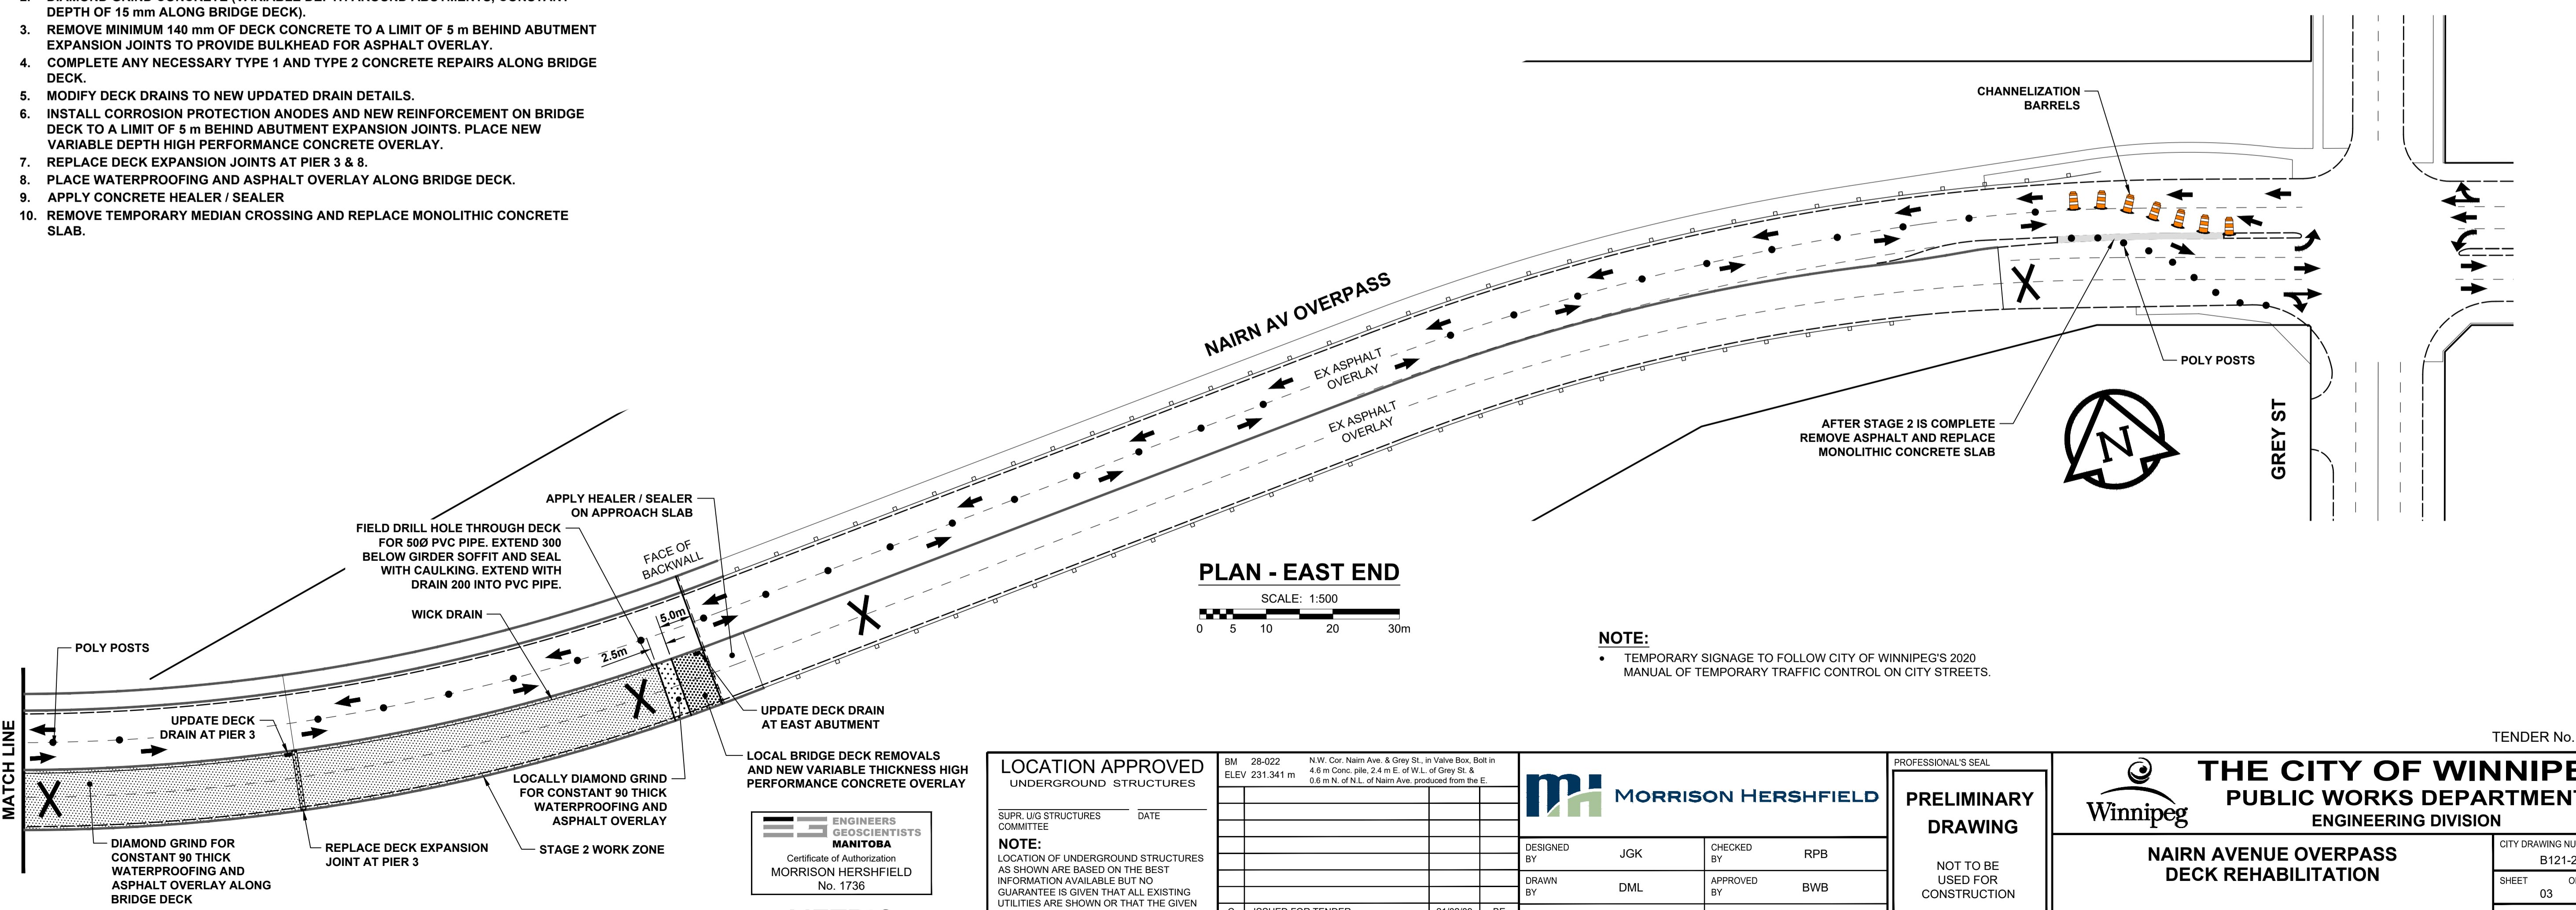 DEPTH OF 15 mm ALONG BRIDGE DECK).
3. REMOVE MINIMUM 140 mm OF DECK CONCRETE TO A LIMIT OF 5 m BEHIND ABUTMENT
EXPANSION JOINTS TO PROVIDE BULKHEAD FOR ASPHALT OVERLAY.
4. COMPLETE ANY NECESSARY TYPE 1 AND TYPE 2 CONCRETE REPAIRS ALONG BRIDGE
DECK.
5. MODIFY DECK DRAINS TO NEW UPDATED DRAIN DETAILS.
6. INSTALL CORROSION PROTECTION ANODES AND NEW REINFORCEMENT ON BRIDGE
DECK TO A LIMIT OF 5 m BEHIND ABUTMENT EXPANSION JOINTS. PLACE NEW
VARIABLE DEPTH HIGH PERFORMANCE CONCRETE OVERLAY.
7. REPLACE DECK EXPANSION JOINTS AT PIER 3 & 8.
8. PLACE WATERPROOFING AND ASPHALT OVERLAY ALONG BRIDGE DECK.
9. APPLY CONCRETE HEALER / SEALER
10. REMOVE TEMPORARY MEDIAN CROSSING AND REPLACE MONOLITHIC CONCRETE
SLAB.
CHANNELIZATION
BARRELS
NAIRN AV OVERPASS
EX ASPHALT
OVERLAY
EX ASPHALT
OVERLAY
POLY POSTS
AFTER STAGE 2 IS COMPLETE
REMOVE ASPHALT AND REPLACE
MONOLITHIC CONCRETE SLAB
N
GREY ST
APPLY HEALER / SEALER
ON APPROACH SLAB
FIELD DRILL HOLE THROUGH DECK
FOR 50Ø PVC PIPE. EXTEND 300
BELOW GIRDER SOFFIT AND SEAL
WITH CAULKING. EXTEND WITH
DRAIN 200 INTO PVC PIPE.
FACE OF
BACKWALL
WICK DRAIN
5.0m
2.5m
POLY POSTS
UPDATE DECK
DRAIN AT PIER 3
MATCH LINE
UPDATE DECK DRAIN
AT EAST ABUTMENT
LOCAL BRIDGE DECK REMOVALS
AND NEW VARIABLE THICKNESS HIGH
PERFORMANCE CONCRETE OVERLAY
LOCALLY DIAMOND GRIND
FOR CONSTANT 90 THICK
WATERPROOFING AND
ASPHALT OVERLAY
STAGE 2 WORK ZONE
REPLACE DECK EXPANSION
JOINT AT PIER 3
DIAMOND GRIND FOR
CONSTANT 90 THICK
WATERPROOFING AND
ASPHALT OVERLAY ALONG
BRIDGE DECK
PLAN - EAST END
SCALE: 1:500
0 5 10 20 30m
NOTE:
• TEMPORARY SIGNAGE TO FOLLOW CITY OF WINNIPEG'S 2020
MANUAL OF TEMPORARY TRAFFIC CONTROL ON CITY STREETS.
ENGINEERS
GEOSCIENTISTS
MANITOBA
Certificate of Authorization
MORRISON HERSHFIELD
No. 1736
LOCATION APPROVED
UNDERGROUND STRUCTURES
SUPR. U/G STRUCTURES DATE
COMMITTEE
NOTE:
LOCATION OF UNDERGROUND STRUCTURES
AS SHOWN ARE BASED ON THE BEST
INFORMATION AVAILABLE BUT NO
GUARANTEE IS GIVEN THAT ALL EXISTING
UTILITIES ARE SHOWN OR THAT THE GIVEN
BM 28-022
ELEV 231.341 m
N.W. Cor. Nairn Ave. & Grey St., in Valve Box, Bolt in
4.6 m Conc. pile, 2.4 m E. of W.L. of Grey St. &
0.6 m N. of N.L. of Nairn Ave. produced from the E.
MORRISON HERSHFIELD
DESIGNED BY JGK
CHECKED BY RPB
DRAWN BY DML
APPROVED BY BWB
PROFESSIONAL'S SEAL
PRELIMINARY
DRAWING
NOT TO BE
USED FOR
CONSTRUCTION
TENDER No.
Winnipeg
THE CITY OF WINNIPE
PUBLIC WORKS DEPARTMENT
ENGINEERING DIVISION
NAIRN AVENUE OVERPASS
DECK REHABILITATION
CITY DRAWING NU
B121-2
SHEET
03